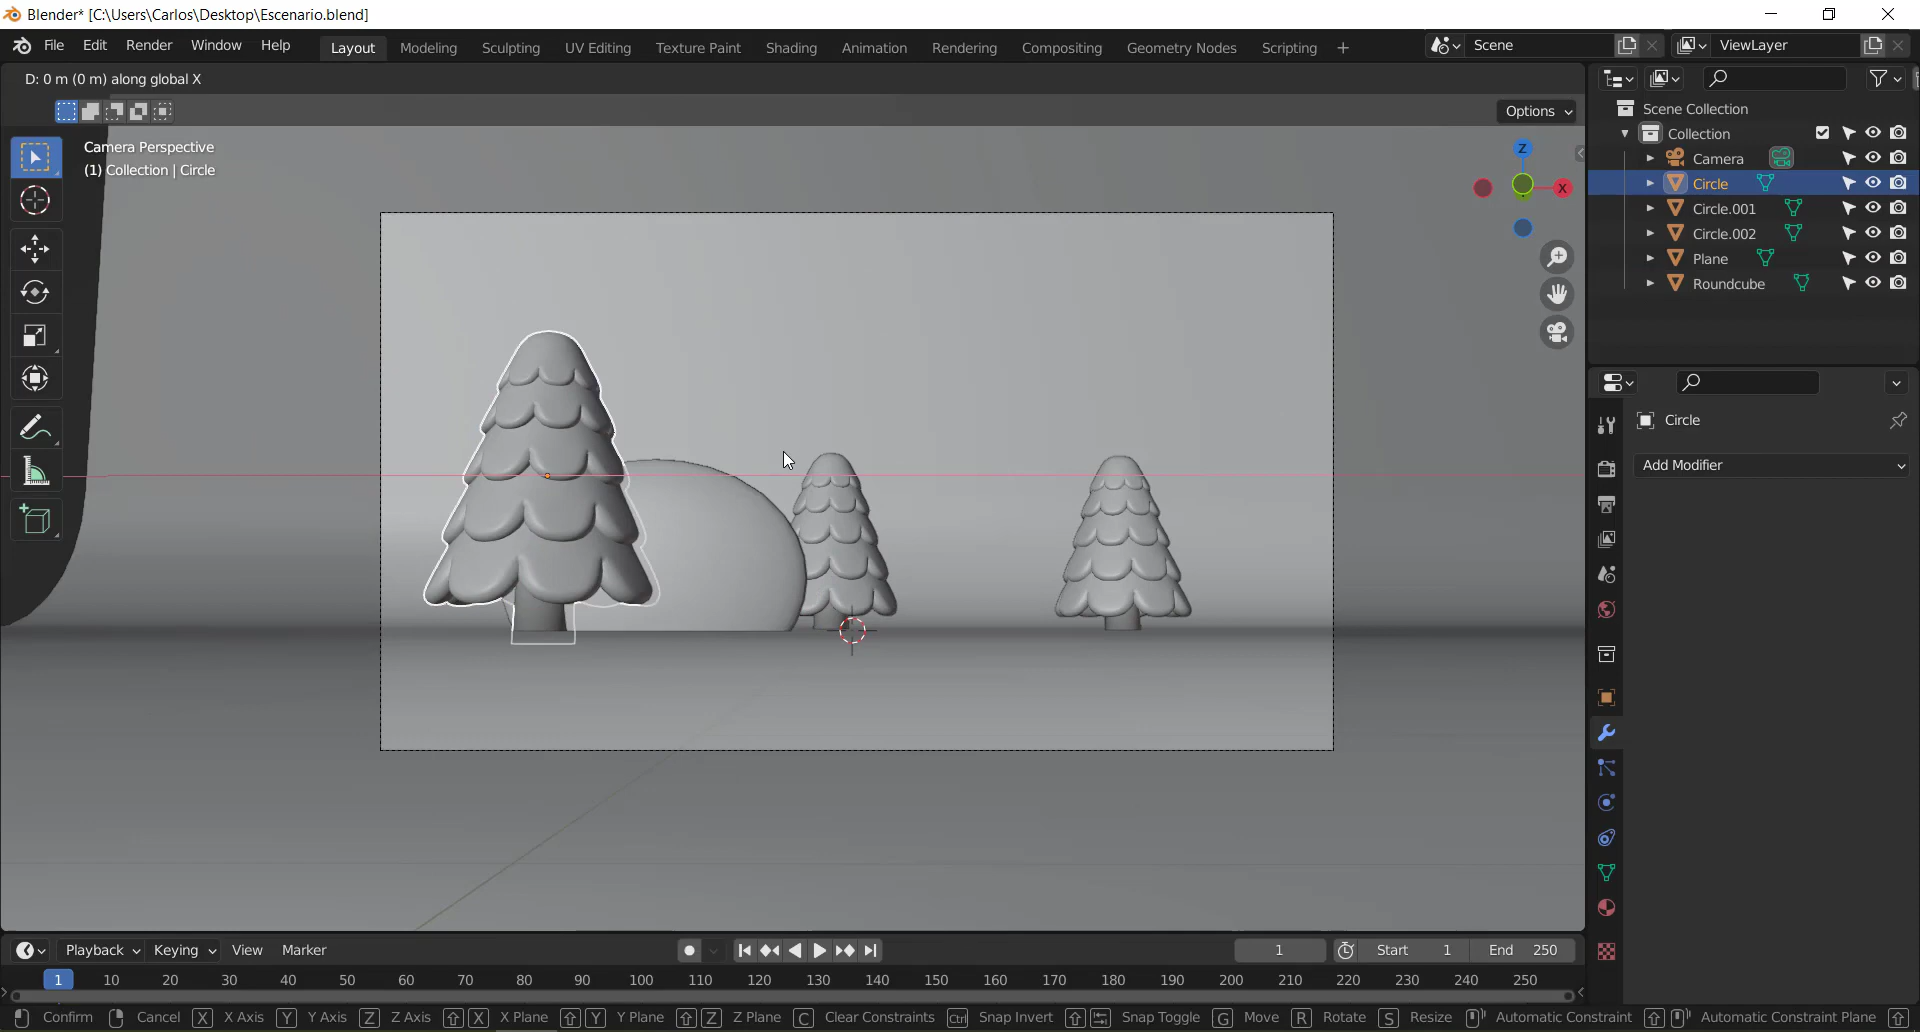 Blender* [C:\Users\Carlos\Desktop\Escenario.blend]
File Edit Render Window Help Layout Modeling Sculpting UV Editing Texture Paint Shading Animation Rendering Compositing Geometry Nodes Scripting + Scene ViewLayer
D: 0 m (0 m) along global X
Options
Camera Perspective
(1) Collection | Circle
Z
X
Scene Collection
Collection
Camera
Circle
Circle.001
Circle.002
Plane
Roundcube
Circle
Add Modifier
Playback Keying View Marker 1 Start 1 End 250
1 10 20 30 40 50 60 70 80 90 100 110 120 130 140 150 160 170 180 190 200 210 220 230 240 250
Confirm Cancel X X Axis Y Y Axis Z Z Axis X X Plane Y Y Plane Z Z Plane C Clear Constraints Ctrl Snap Invert Snap Toggle G Move R Rotate S Resize Automatic Constraint Automatic Constraint Plane